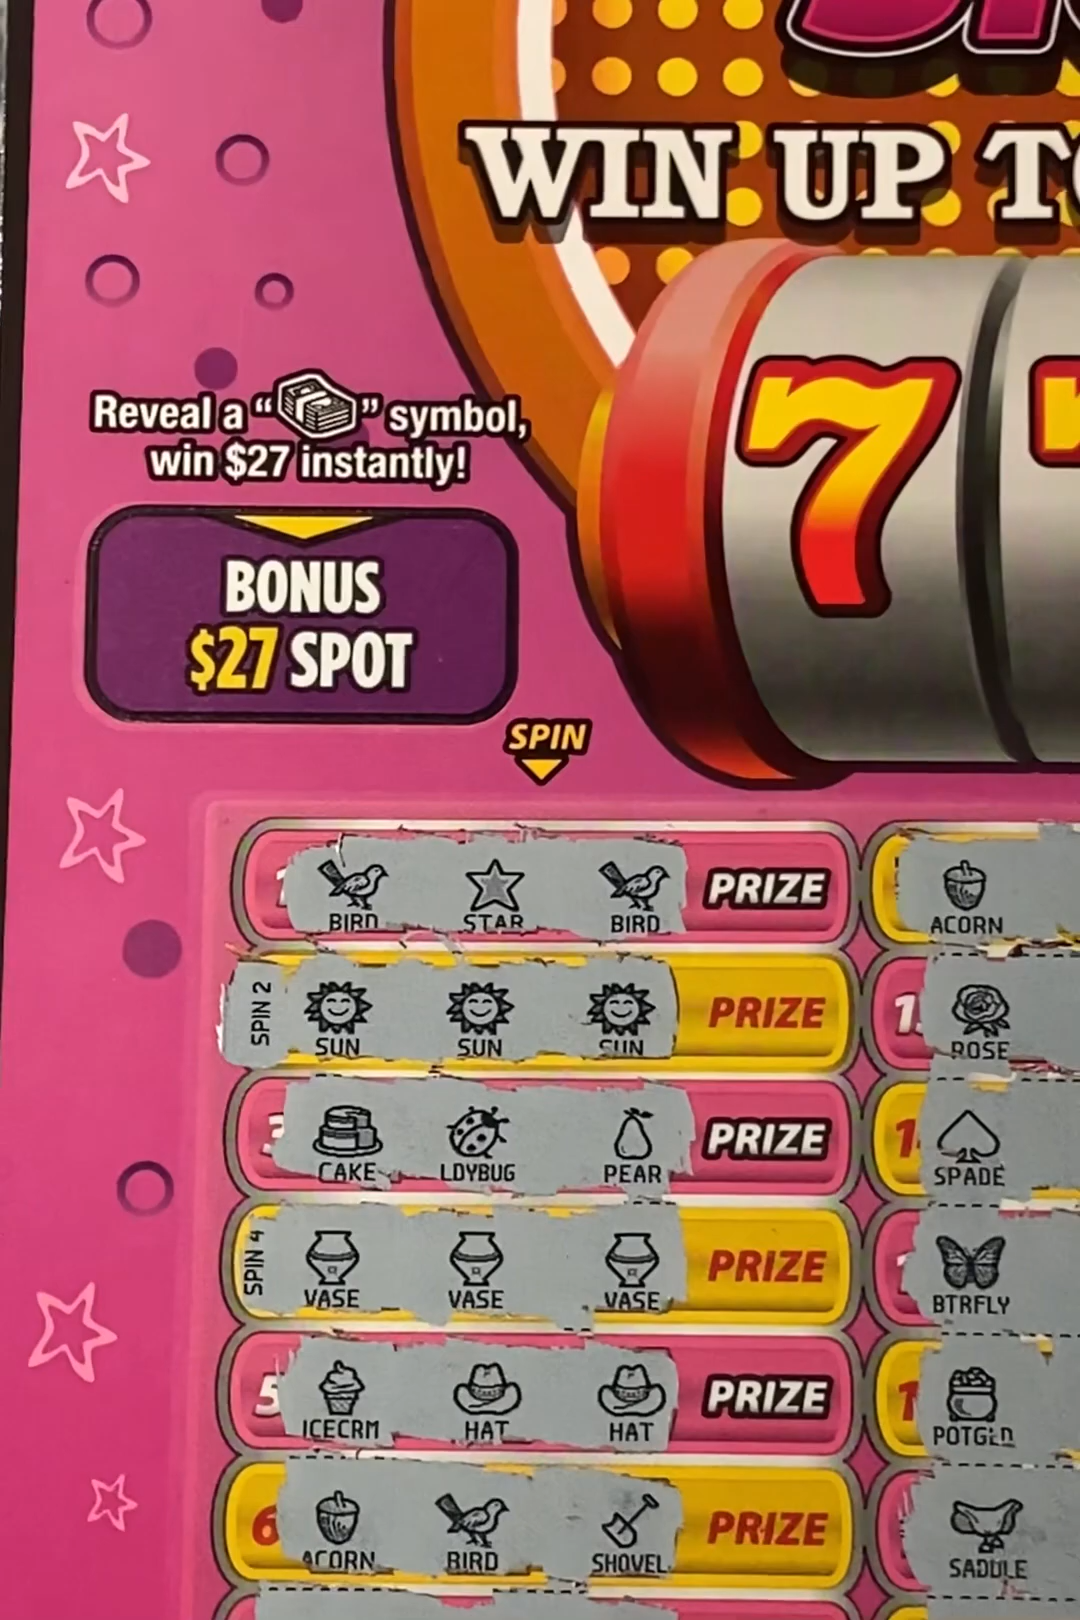 WIN UP TO
7
Reveal a “ ” symbol,
win $27 instantly!
BONUS
$27 SPOT
SPIN
BIRD STAR BIRD PRIZE
ACORN
SPIN 2 SUN SUN SUN PRIZE
ROSE
CAKE LDYBUG PEAR PRIZE
SPADE
SPIN 4 VASE VASE VASE PRIZE
BTRFLY
5 ICECRM HAT HAT PRIZE
POTGLD
6 ACORN BIRD SHOVEL PRIZE
SADDLE